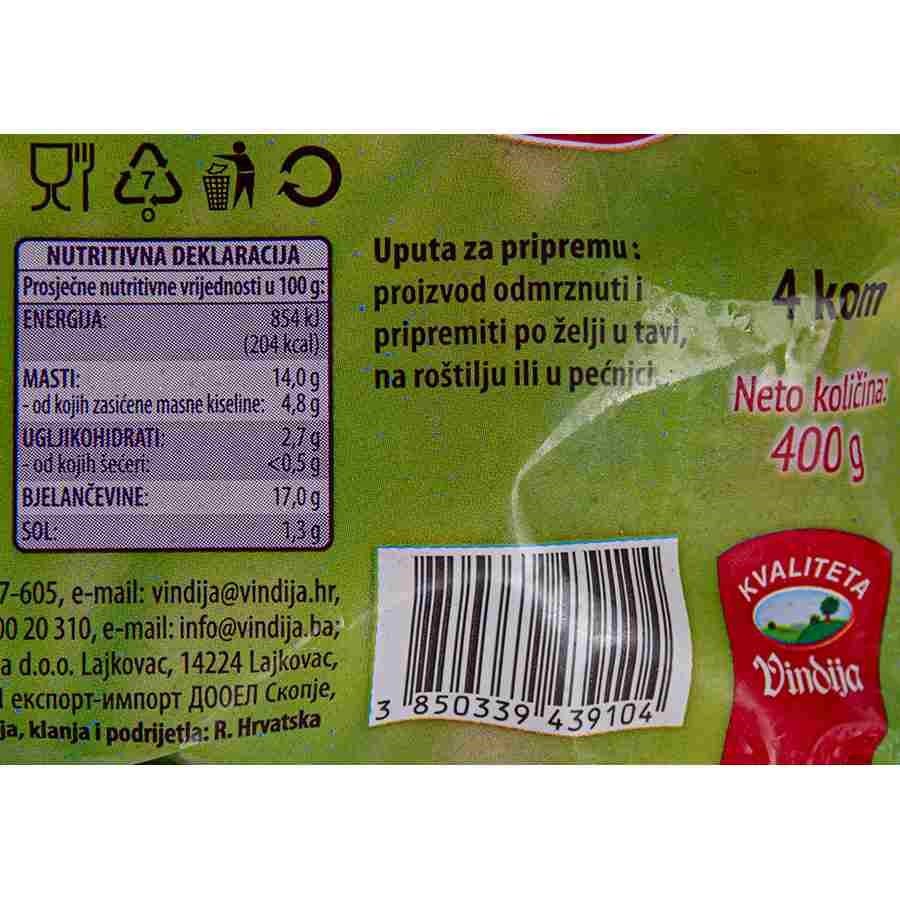 7
NUTRITIVNA DEKLARACIJA
Prosječne nutritivne vrijednosti u 100 g:
ENERGIJA: 854 kJ
(204 kcal)
MASTI: 14,0 g
- od kojih zasićene masne kiseline: 4,8 g
UGLJIKOHIDRATI: 2,7 g
- od kojih šećeri: <0,5 g
BJELANČEVINE: 17,0 g
SOL: 1,3 g
Uputa za pripremu:
proizvod odmrznuti i
pripremiti po želji u tavi,
na roštilju ili u pećnici.
4 kom
Neto količina:
400 g
7-605, e-mail: vindija@vindija.hr,
00 20 310, e-mail: info@vindija.ba;
a d.o.o. Lajkovac, 14224 Lajkovac,
експорт-импорт ДООЕЛ Скопје,
ja, klanja i podrijetla: R. Hrvatska
3 850339 439104
KVALITETA
Vindija